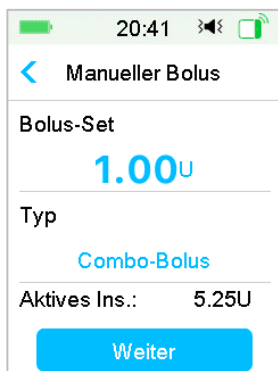 20:41
Manueller Bolus
Bolus-Set
1.00U
Typ
Combo-Bolus
Aktives Ins.: 5.25U
Weiter